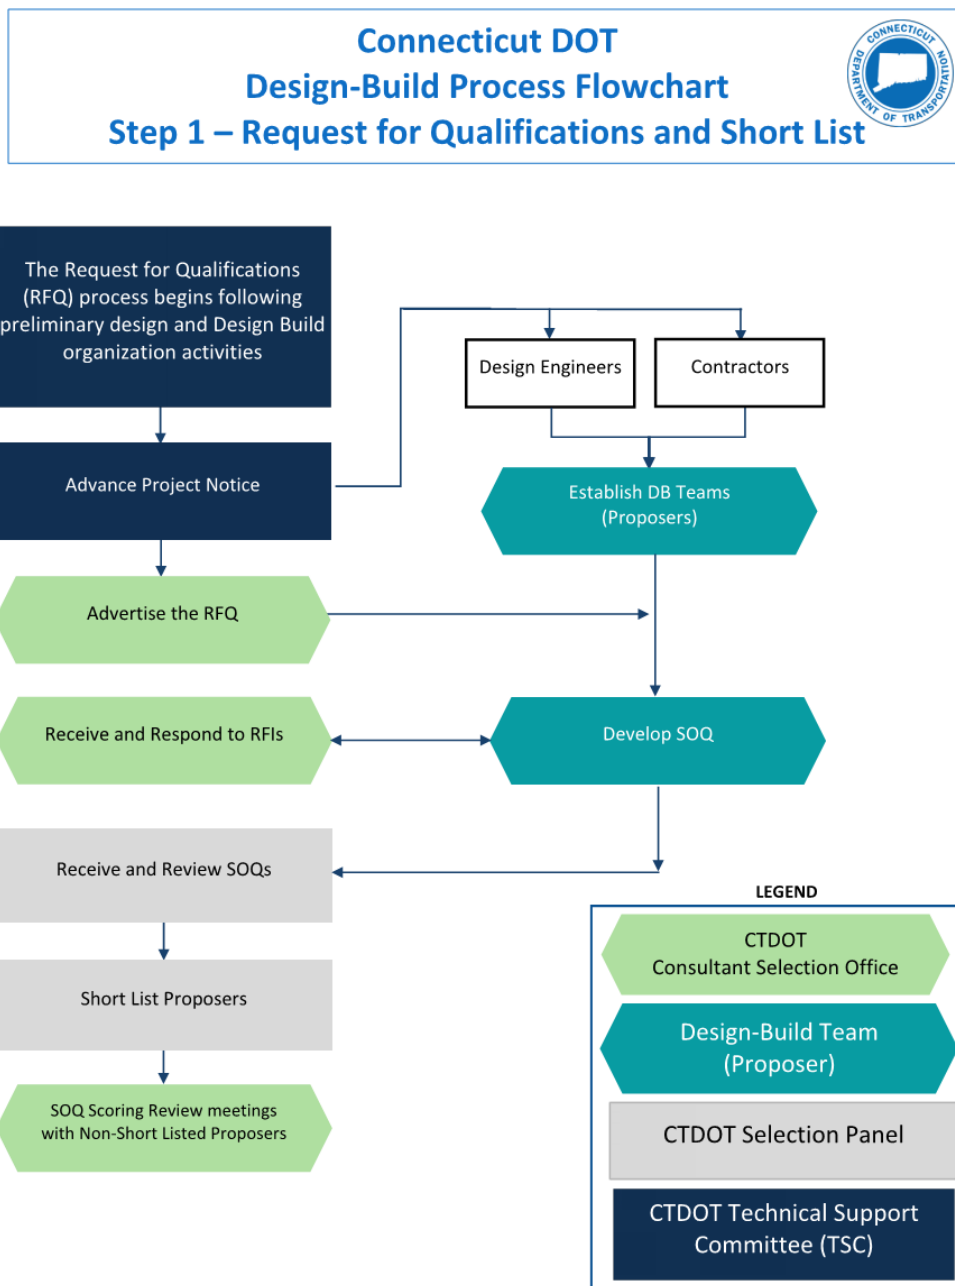 Connecticut DOT
Design-Build Process Flowchart
Step 1 – Request for Qualifications and Short List
CONNECTICUT
DEPARTMENT OF TRANSPORTATION
The Request for Qualifications
(RFQ) process begins following
preliminary design and Design Build
organization activities
Design Engineers
Contractors
Advance Project Notice
Establish DB Teams
(Proposers)
Advertise the RFQ
Receive and Respond to RFIs
Develop SOQ
Receive and Review SOQs
Short List Proposers
SOQ Scoring Review meetings
with Non-Short Listed Proposers
LEGEND
CTDOT
Consultant Selection Office
Design-Build Team
(Proposer)
CTDOT Selection Panel
CTDOT Technical Support
Committee (TSC)